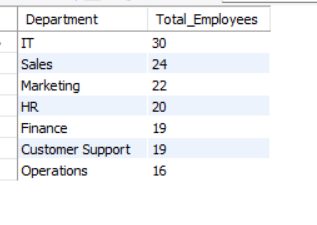 Department Total_Employees
IT 30
Sales 24
Marketing 22
HR 20
Finance 19
Customer Support 19
Operations 16